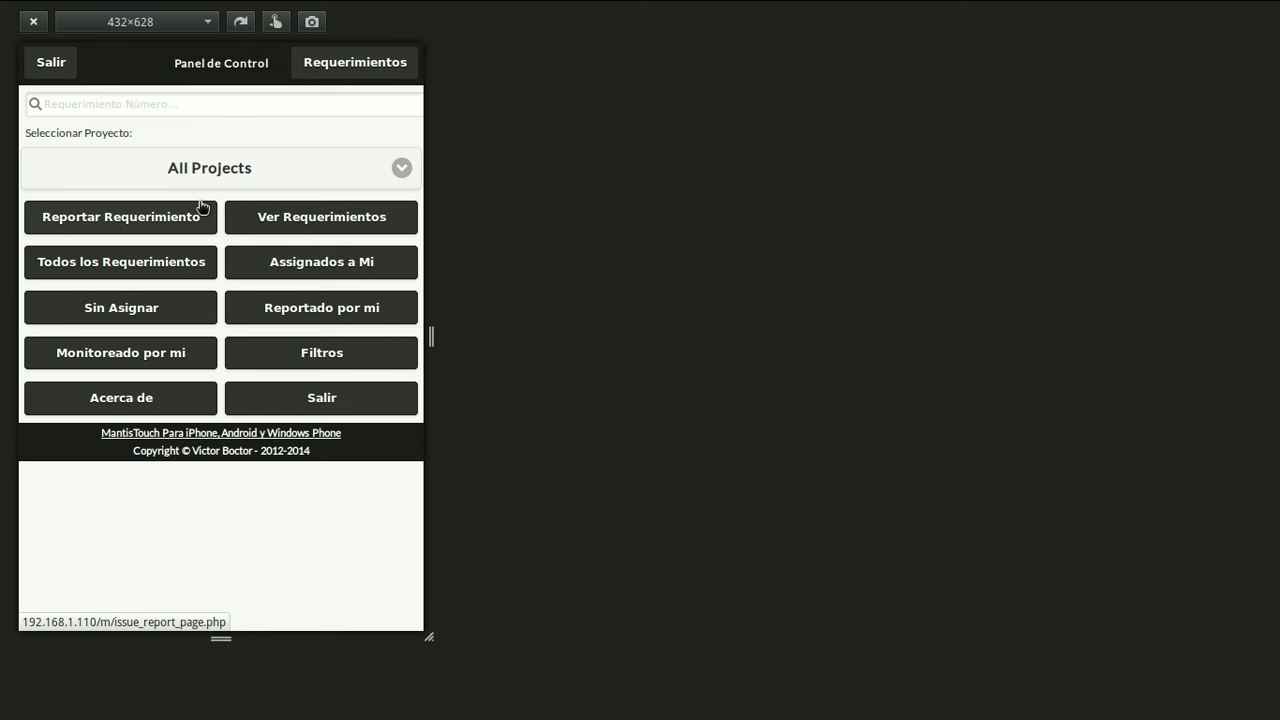 432×628
Salir
Panel de Control
Requerimientos
Requerimiento Número...
Seleccionar Proyecto:
All Projects
Reportar Requerimiento
Ver Requerimientos
Todos los Requerimientos
Assignados a Mi
Sin Asignar
Reportado por mi
Monitoreado por mi
Filtros
Acerca de
Salir
MantisTouch Para iPhone, Android y Windows Phone
Copyright © Victor Boctor - 2012-2014
192.168.1.110/m/issue_report_page.php